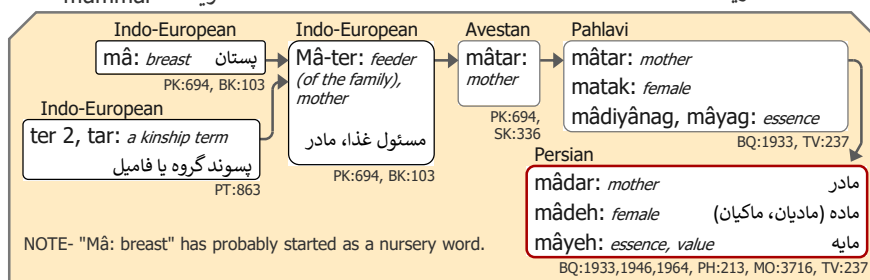 Indo-European
mâ: breast پستان
PK:694, BK:103
Indo-European
ter 2, tar: a kinship term
پسوند گروه یا فامیل
PT:863
Indo-European
Mâ-ter: feeder
(of the family),
mother
مسئول غذا، مادر
PK:694, BK:103
Avestan
mâtar:
mother
PK:694,
SK:336
Pahlavi
mâtar: mother
matak: female
mâdiyânag, mâyag: essence
BQ:1933, TV:237
Persian
mâdar: mother مادر
mâdeh: female ماده (مادیان، ماکیان)
mâyeh: essence, value مایه
BQ:1933,1946,1964, PH:213, MO:3716, TV:237
NOTE- "Mâ: breast" has probably started as a nursery word.